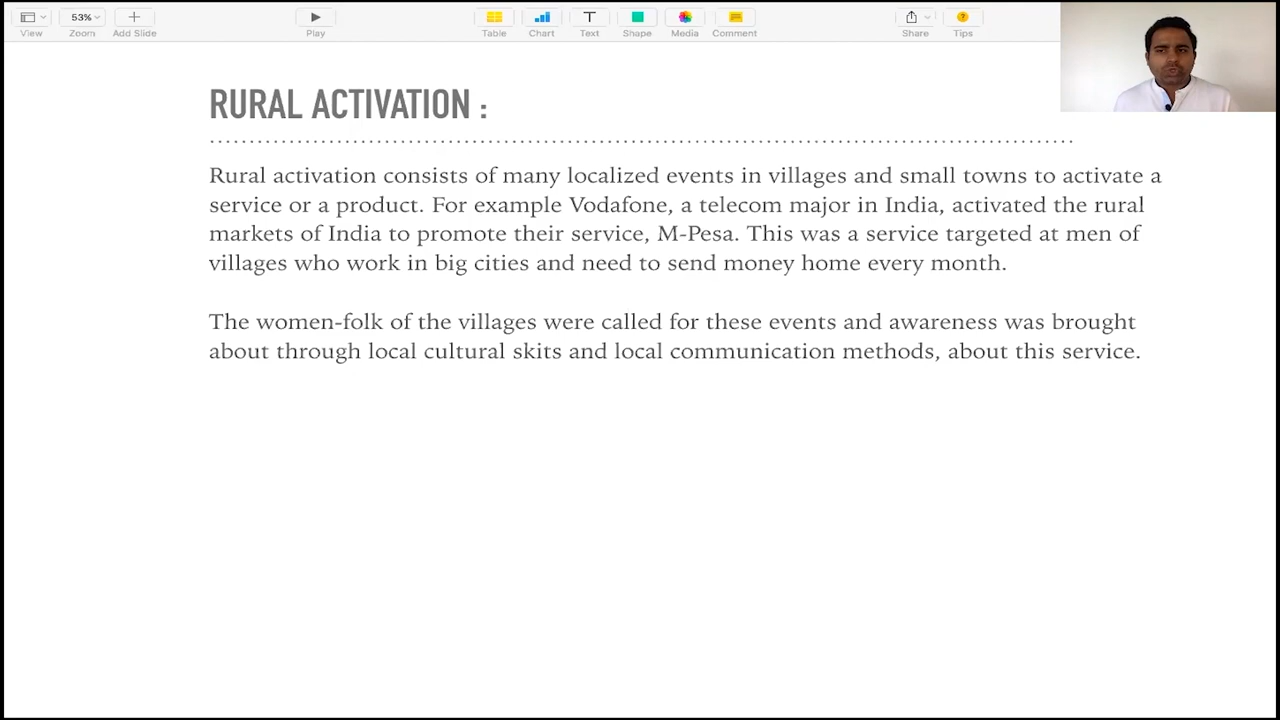 53%
View
Zoom
Add Slide
Play
Table
Chart
T
Text
Shape
Media
Comment
Share
?
Tips
RURAL ACTIVATION :
Rural activation consists of many localized events in villages and small towns to activate a
service or a product. For example Vodafone, a telecom major in India, activated the rural
markets of India to promote their service, M-Pesa. This was a service targeted at men of
villages who work in big cities and need to send money home every month.
The women-folk of the villages were called for these events and awareness was brought
about through local cultural skits and local communication methods, about this service.